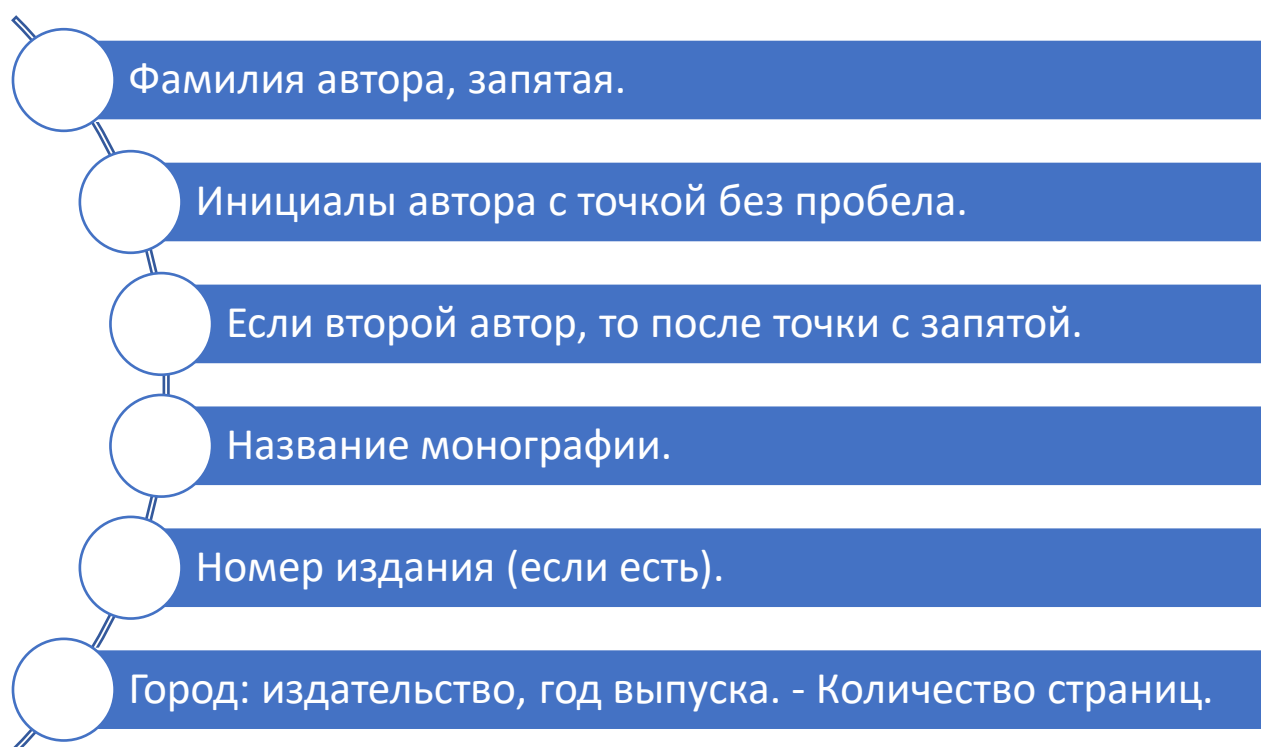 Фамилия автора, запятая.
Инициалы автора с точкой без пробела.
Если второй автор, то после точки с запятой.
Название монографии.
Номер издания (если есть).
Город: издательство, год выпуска. - Количество страниц.